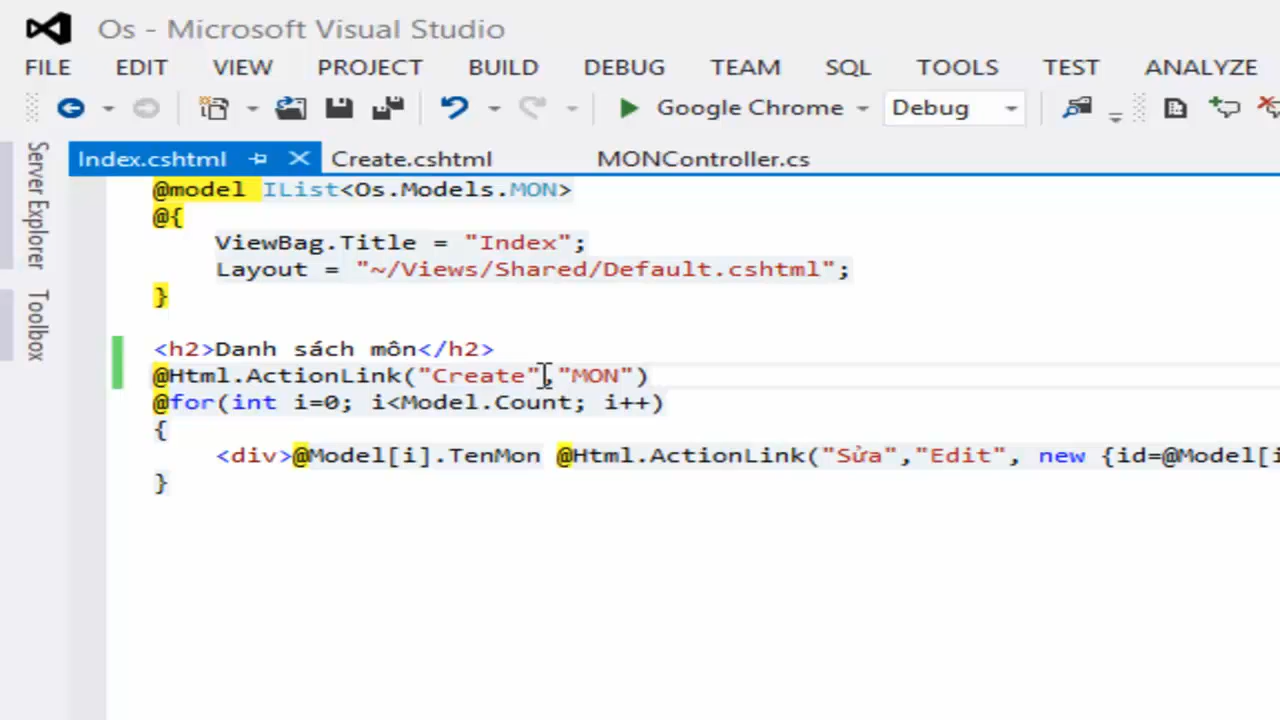 Os - Microsoft Visual Studio
FILE EDIT VIEW PROJECT BUILD DEBUG TEAM SQL TOOLS TEST ANALYZE
Google Chrome Debug
Index.cshtml Create.cshtml MONController.cs
Server Explorer
Toolbox
@model IList<Os.Models.MON>
@{
ViewBag.Title = "Index";
Layout = "~/Views/Shared/Default.cshtml";
}
<h2>Danh sách môn</h2>
@Html.ActionLink("Create","MON")
@for(int i=0; i<Model.Count; i++)
{
<div>@Model[i].TenMon @Html.ActionLink("Sửa","Edit", new {id=@Model[i
}